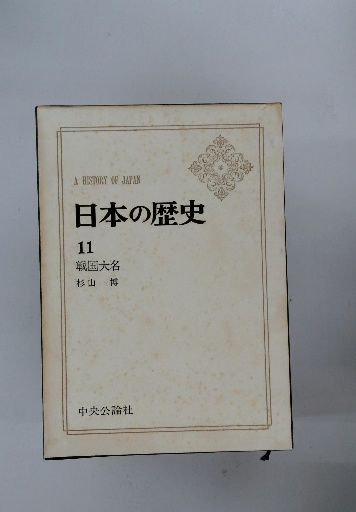 A HISTORY OF JAPAN
日本の歴史
11
戦国大名
杉山 博
中央公論社